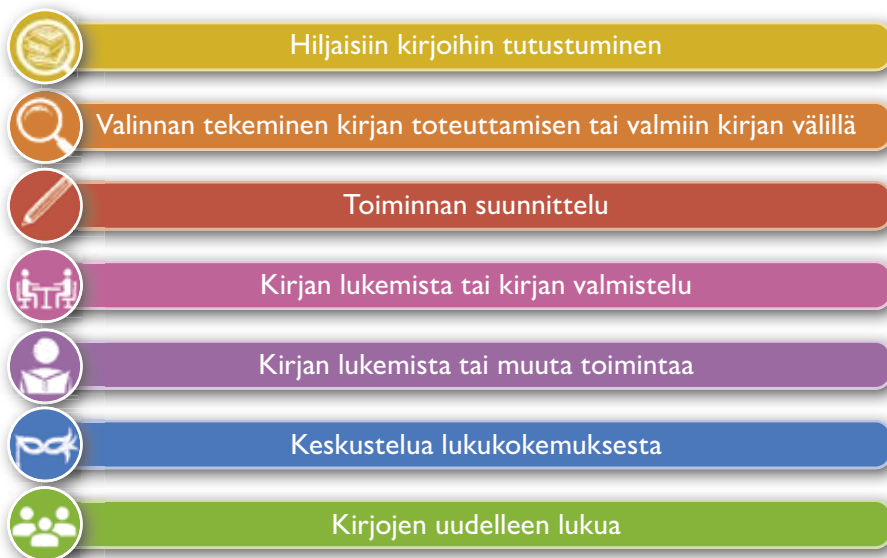 Hiljaisiin kirjoihin tutustuminen
Valinnan tekeminen kirjan toteuttamisen tai valmiin kirjan välillä
Toiminnan suunnittelu
Kirjan lukemista tai kirjan valmistelu
Kirjan lukemista tai muuta toimintaa
Keskustelua lukukokemuksesta
Kirjojen uudelleen lukua